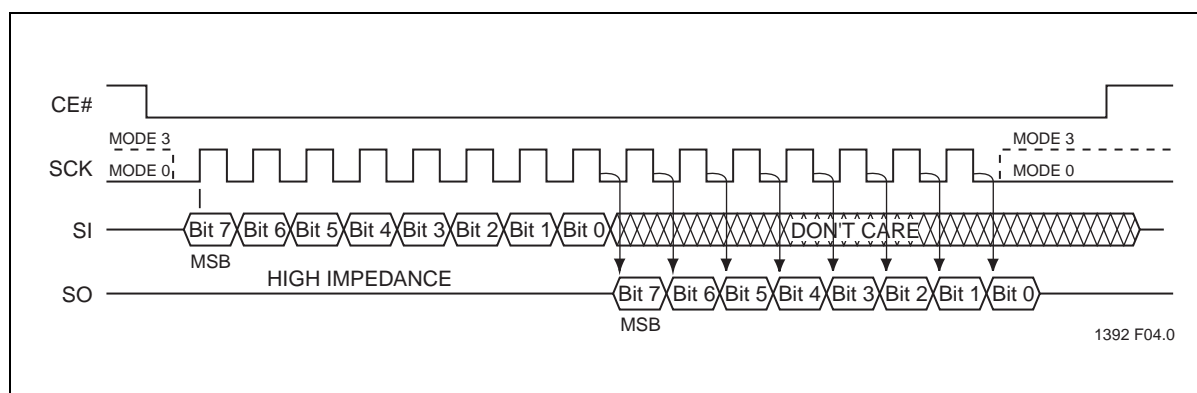 CE#
MODE 3 MODE 3
SCK MODE 0 MODE 0
SI Bit 7 Bit 6 Bit 5 Bit 4 Bit 3 Bit 2 Bit 1 Bit 0 DON'T CARE
MSB
HIGH IMPEDANCE
SO Bit 7 Bit 6 Bit 5 Bit 4 Bit 3 Bit 2 Bit 1 Bit 0
MSB
1392 F04.0